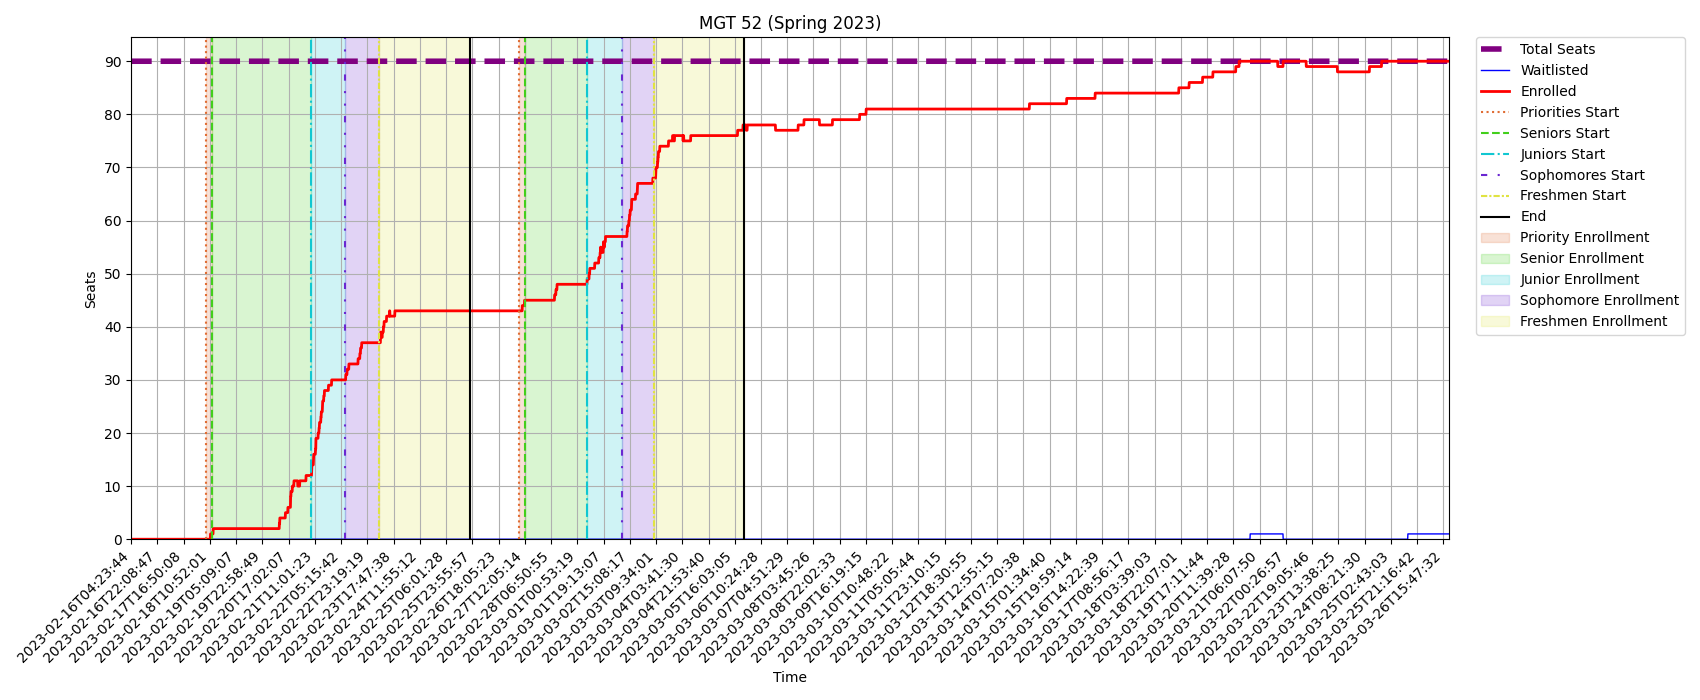 MGT 52 (Spring 2023)
Total Seats
Waitlisted
Enrolled
Priorities Start
Seniors Start
Juniors Start
Sophomores Start
Freshmen Start
End
Priority Enrollment
Senior Enrollment
Junior Enrollment
Sophomore Enrollment
Freshmen Enrollment
Seats
90
80
70
60
50
40
30
20
10
0
2023-02-16T04:23:44
2023-02-16T22:08:47
2023-02-17T16:50:08
2023-02-18T10:52:01
2023-02-19T05:09:07
2023-02-19T22:58:49
2023-02-20T17:02:07
2023-02-21T11:01:23
2023-02-22T05:15:42
2023-02-22T23:19:19
2023-02-23T17:47:38
2023-02-24T11:55:12
2023-02-25T06:01:28
2023-02-25T23:55:57
2023-02-26T18:05:23
2023-02-27T12:05:14
2023-02-28T06:50:55
2023-03-01T00:53:19
2023-03-01T19:13:07
2023-03-02T15:08:17
2023-03-03T09:34:01
2023-03-04T03:41:30
2023-03-04T21:53:40
2023-03-05T16:03:05
2023-03-06T10:24:28
2023-03-07T04:51:29
2023-03-08T03:45:26
2023-03-08T22:02:33
2023-03-09T16:19:15
2023-03-10T10:48:22
2023-03-11T05:05:44
2023-03-11T23:10:15
2023-03-12T18:30:55
2023-03-13T12:55:15
2023-03-14T07:20:38
2023-03-15T01:34:40
2023-03-15T19:59:14
2023-03-16T14:22:39
2023-03-17T08:56:17
2023-03-18T03:39:03
2023-03-18T22:07:01
2023-03-19T17:11:44
2023-03-20T11:39:28
2023-03-21T06:07:50
2023-03-22T00:26:57
2023-03-22T19:05:46
2023-03-23T13:38:25
2023-03-24T08:21:30
2023-03-25T02:43:03
2023-03-25T21:16:42
2023-03-26T15:47:32
Time